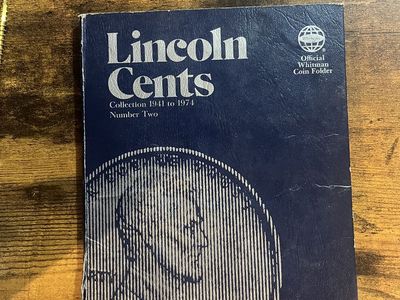 Lincoln
Cents
Collection 1941 to 1974
Number Two
Official
Whitman
Coin Folder